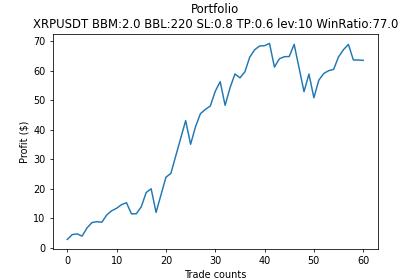 Portfolio
XRPUSDT BBM:2.0 BBL:220 SL:0.8 TP:0.6 lev:10 WinRatio:77.0
70
60
50
40
30
20
10
0
Profit ($)
0 10 20 30 40 50 60
Trade counts